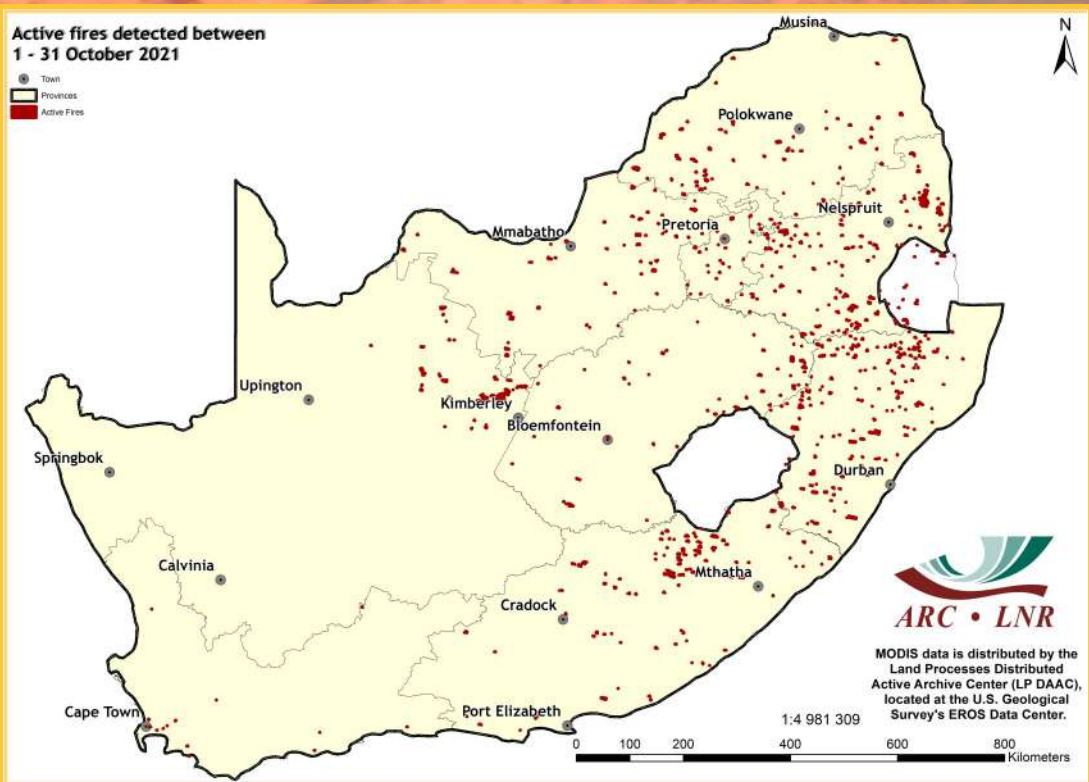 Active fires detected between
1 - 31 October 2021
Town
Provinces
Active Fires
N
Musina
Polokwane
Nelspruit
Pretoria
Mmabatho
Upington
Kimberley
Bloemfontein
Springbok
Durban
Calvinia
Mthatha
Cradock
Cape Town
Port Elizabeth
ARC • LNR
MODIS data is distributed by the
Land Processes Distributed
Active Archive Center (LP DAAC),
located at the U.S. Geological
Survey's EROS Data Center.
1:4 981 309
0 100 200 400 600 800
Kilometers